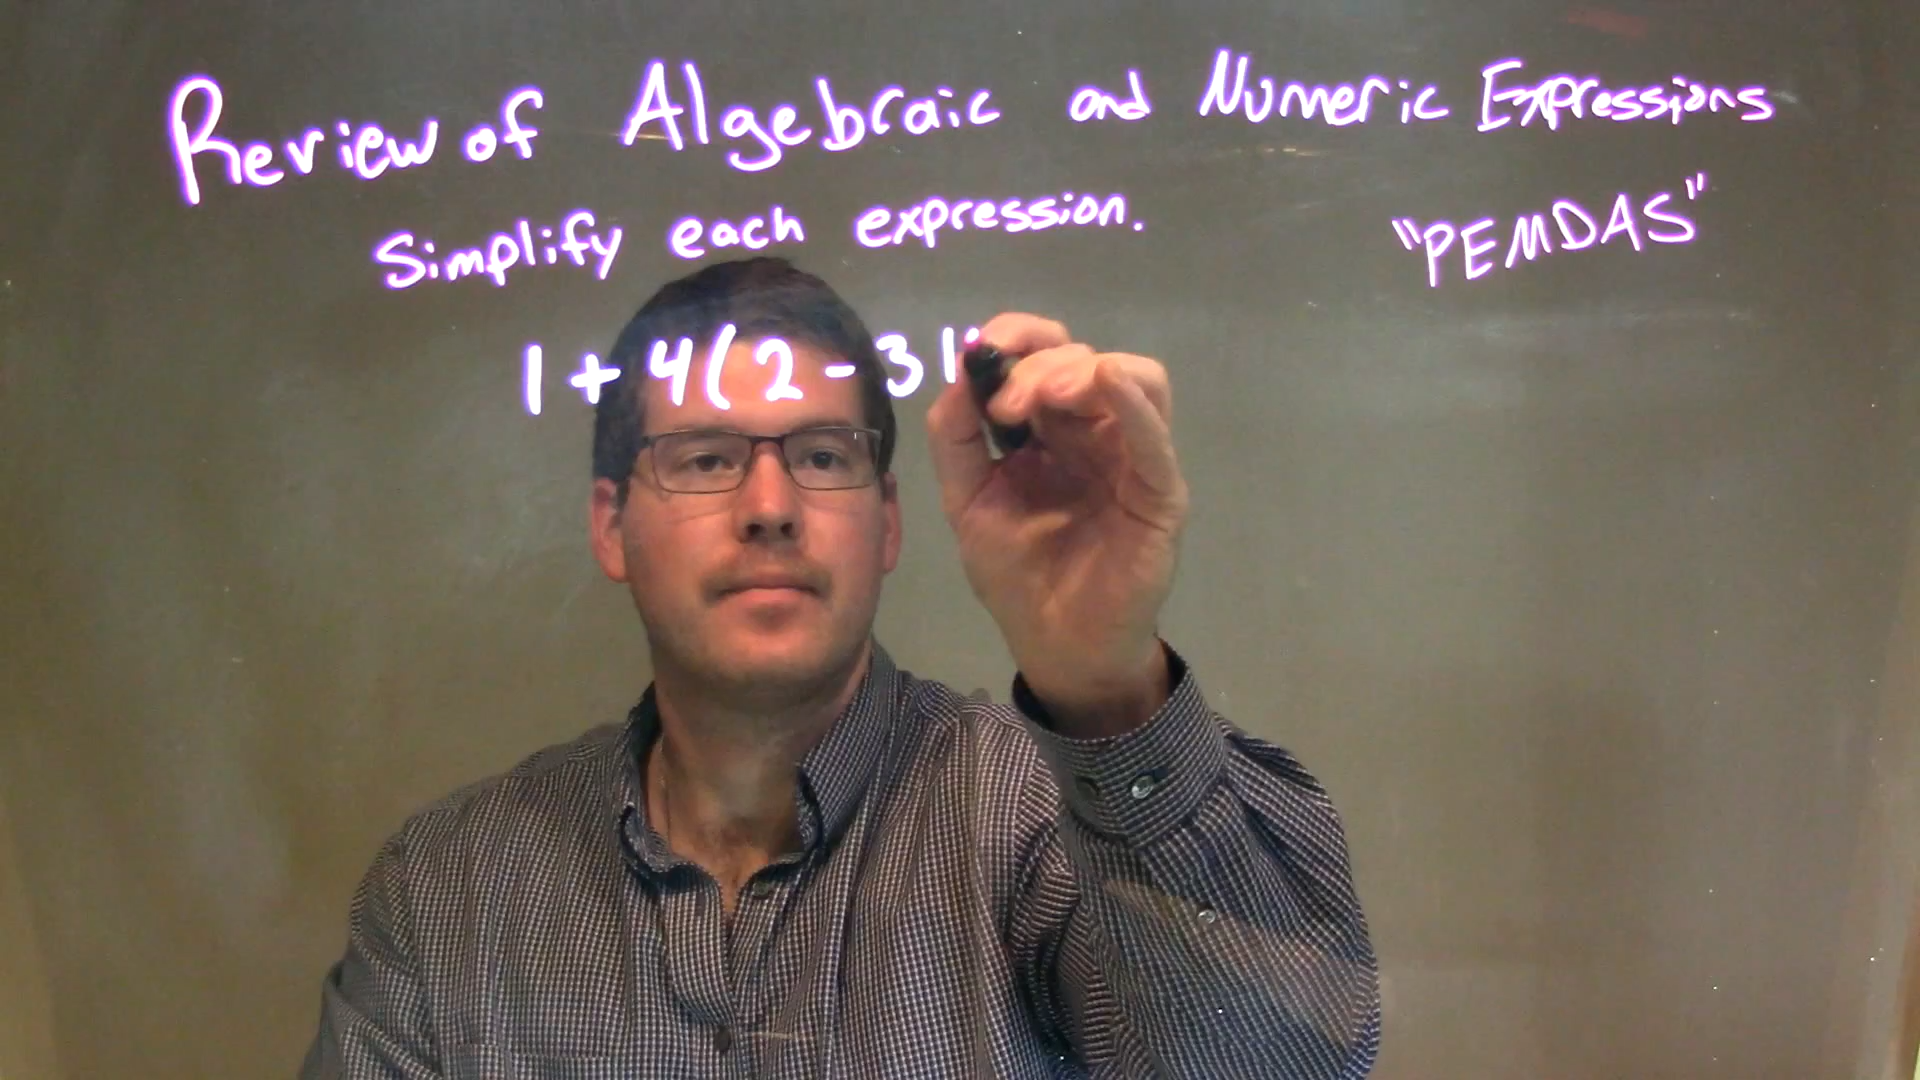 Review of Algebraic and Numeric Expressions
Simplify each expression.
"PEMDAS"
1 + 4(2 - 3)